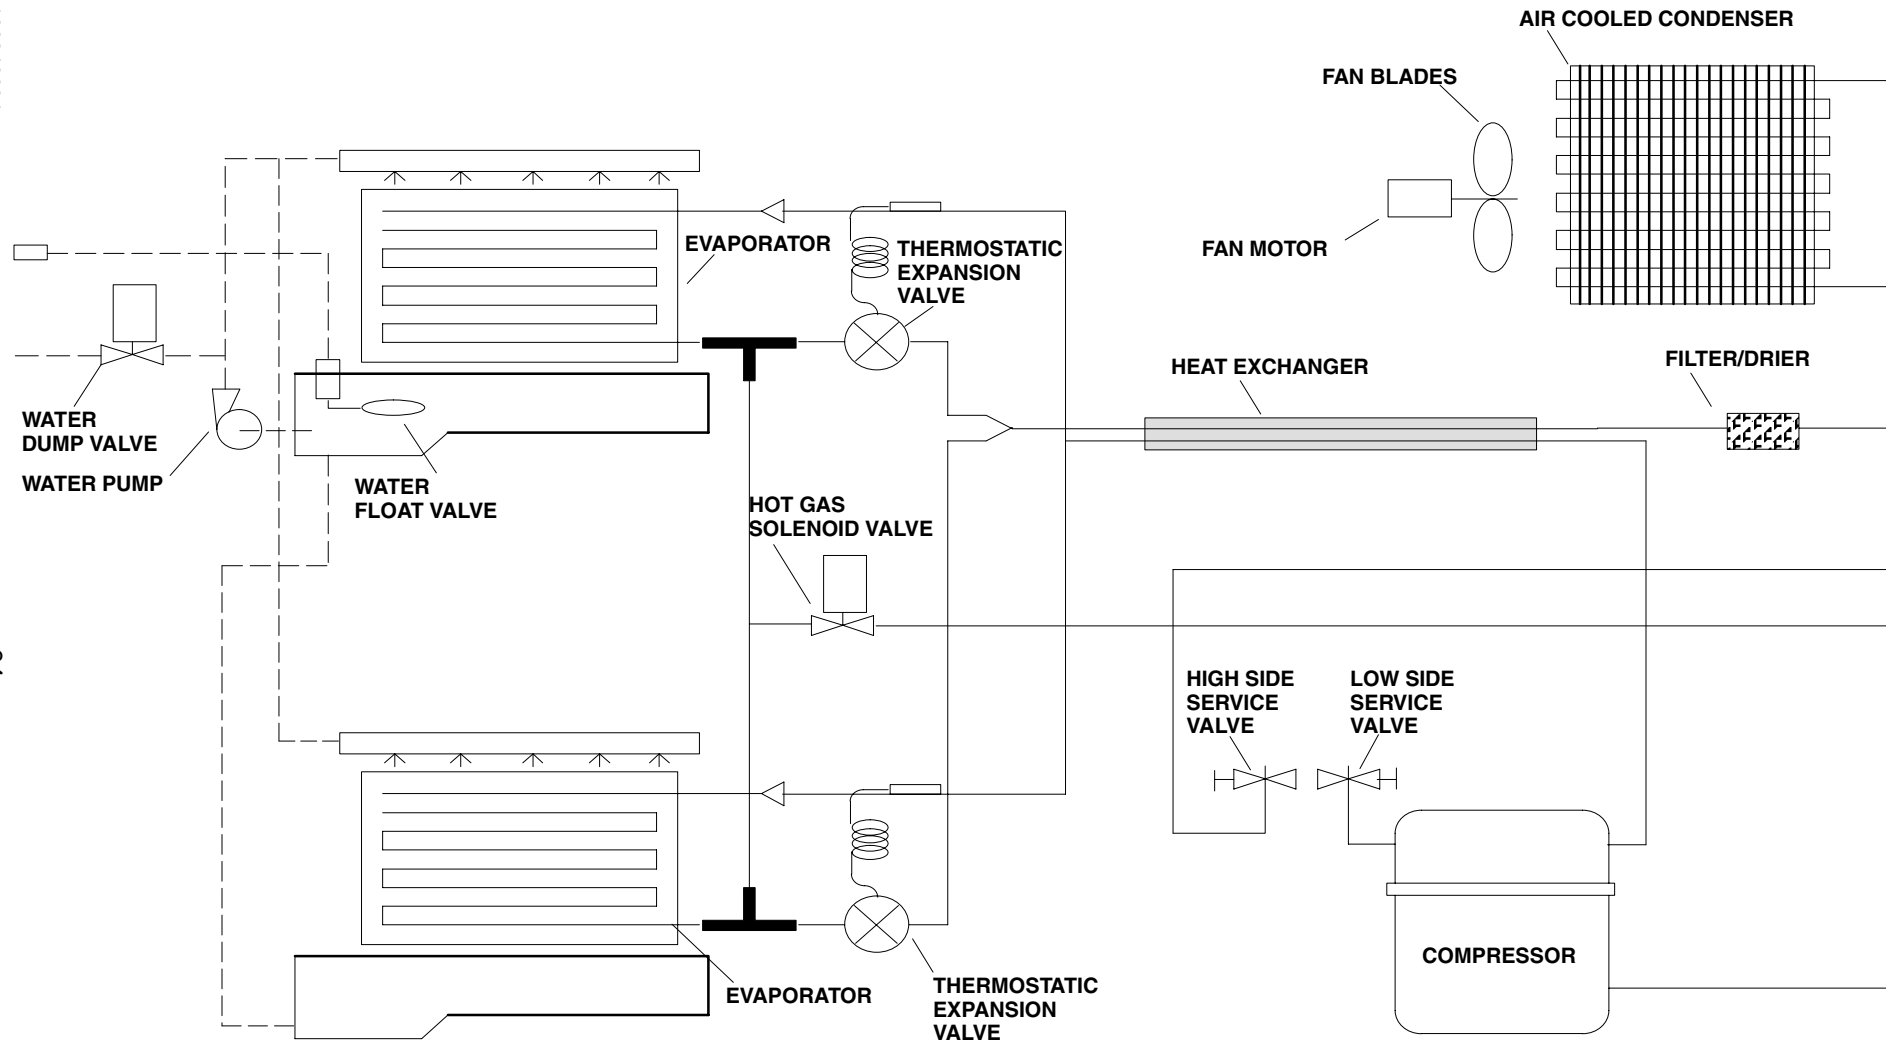 AIR COOLED CONDENSER
FAN BLADES
FAN MOTOR
EVAPORATOR
THERMOSTATIC
EXPANSION
VALVE
HEAT EXCHANGER
FILTER/DRIER
WATER
DUMP VALVE
WATER PUMP
WATER
FLOAT VALVE
HOT GAS
SOLENOID VALVE
HIGH SIDE
SERVICE
VALVE
LOW SIDE
SERVICE
VALVE
COMPRESSOR
EVAPORATOR
THERMOSTATIC
EXPANSION
VALVE